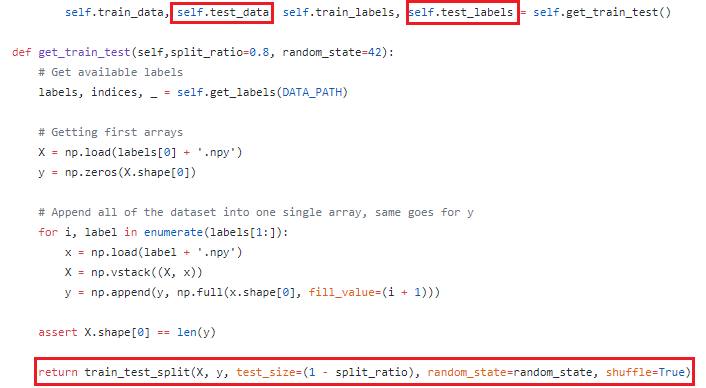 self.train_data, self.test_data self.train_labels, self.test_labels = self.get_train_test()
def get_train_test(self,split_ratio=0.8, random_state=42):
# Get available labels
labels, indices, _ = self.get_labels(DATA_PATH)
# Getting first arrays
X = np.load(labels[0] + '.npy')
y = np.zeros(X.shape[0])
# Append all of the dataset into one single array, same goes for y
for i, label in enumerate(labels[1:]):
x = np.load(label + '.npy')
X = np.vstack((X, x))
y = np.append(y, np.full(x.shape[0], fill_value=(i + 1)))
assert X.shape[0] == len(y)
return train_test_split(X, y, test_size=(1 - split_ratio), random_state=random_state, shuffle=True)